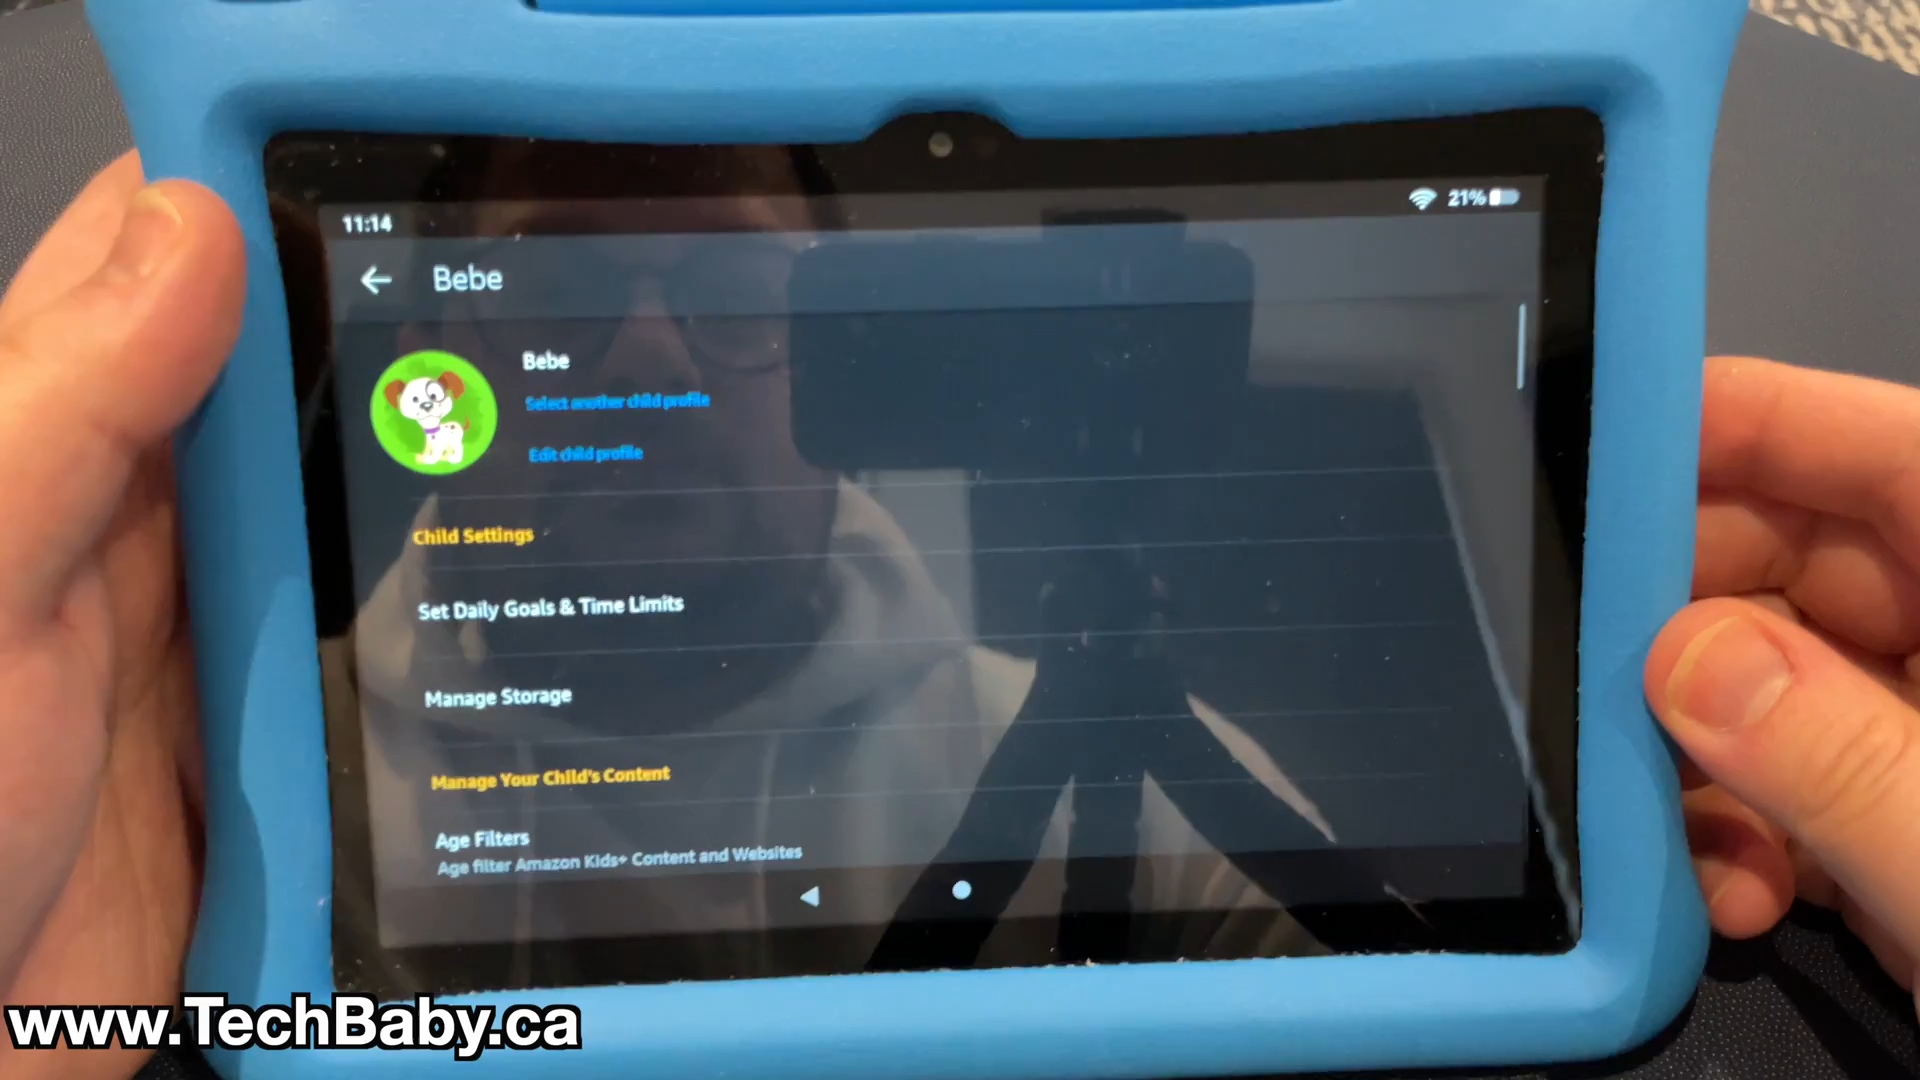 11:14
21%
Bebe
Bebe
Select another child profile
Edit child profile
Child Settings
Set Daily Goals & Time Limits
Manage Storage
Manage Your Child's Content
Age Filters
Age filter Amazon Kids+ Content and Websites
www.TechBaby.ca